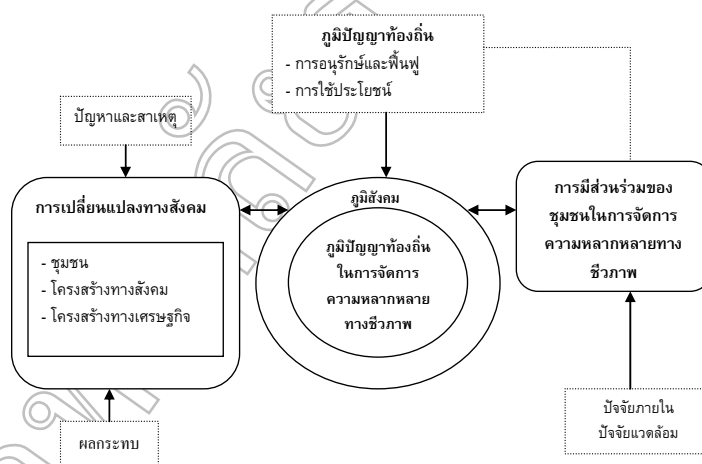 ภูมิปัญญาท้องถิ่น
- การอนุรักษ์และฟื้นฟู
- การใช้ประโยชน์
ปัญหาและสาเหตุ
การเปลี่ยนแปลงทางสังคม
- ชุมชน
- โครงสร้างทางสังคม
- โครงสร้างทางเศรษฐกิจ
ผลกระทบ
ภูมิสังคม
ภูมิปัญญาท้องถิ่น
ในการจัดการ
ความหลากหลาย
ทางชีวภาพ
การมีส่วนร่วมของ
ชุมชนในการจัดการ
ความหลากหลายทาง
ชีวภาพ
ปัจจัยภายใน
ปัจจัยแวดล้อม